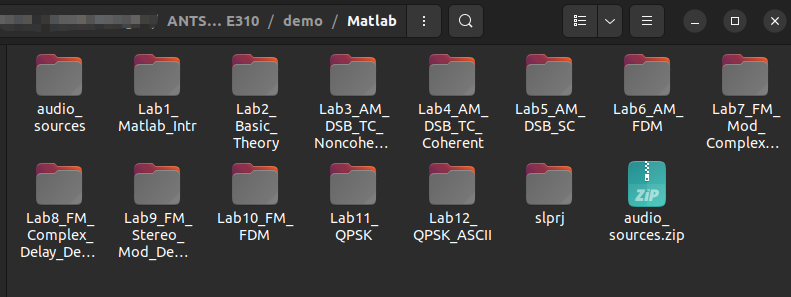 ANTS... E310 / demo / Matlab
audio_ Lab1_ Lab2_ Lab3_AM_ Lab4_AM_ Lab5_AM_ Lab6_AM_ Lab7_FM_
sources Matlab_Intr Basic_ DSB_TC_ DSB_TC_ DSB_SC FDM Mod_
Theory Noncohe... Coherent Complex...
Lab8_FM_ Lab9_FM_ Lab10_FM_ Lab11_ Lab12_ slprj audio_
Complex_ Stereo_ FDM QPSK QPSK_ASCII sources.zip
Delay_De... Mod_De...
ZIP